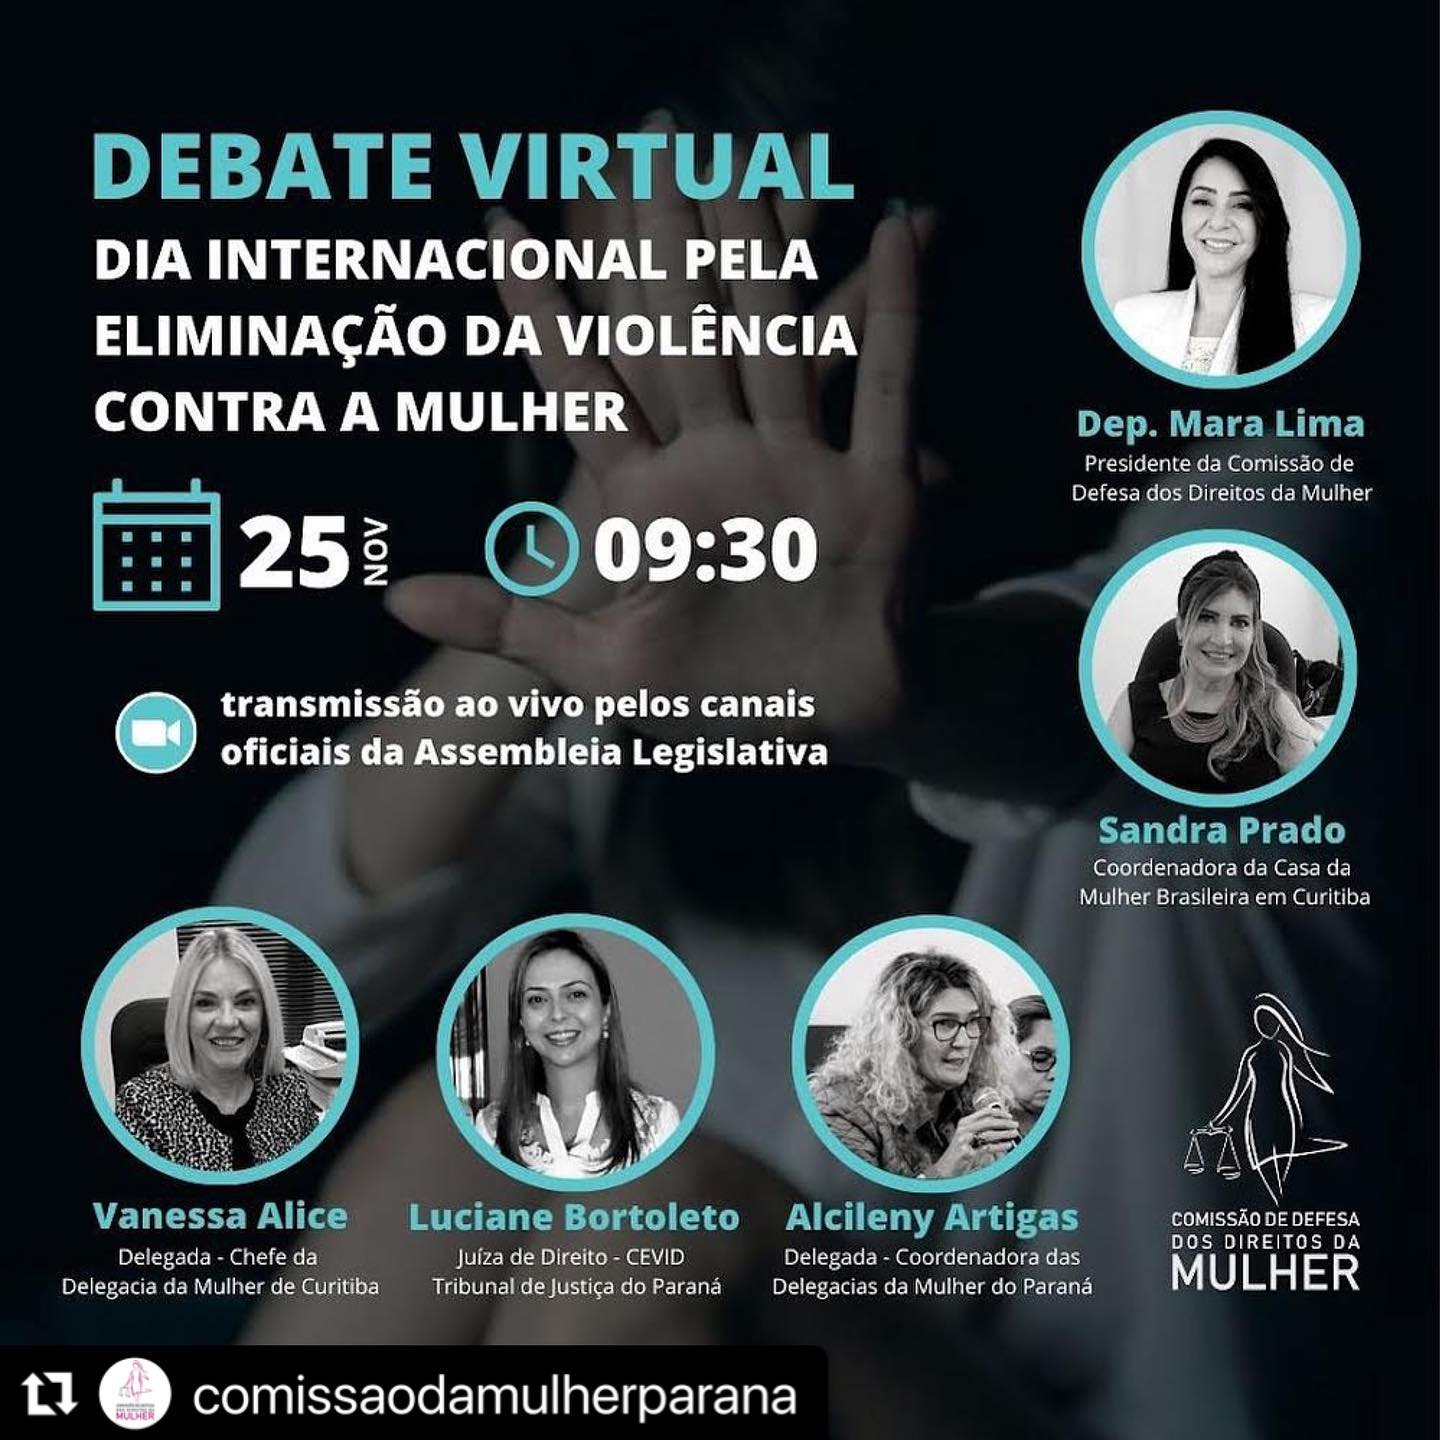 DEBATE VIRTUAL
DIA INTERNACIONAL PELA
ELIMINAÇÃO DA VIOLÊNCIA
CONTRA A MULHER
25 NOV
09:30
transmissão ao vivo pelos canais
oficiais da Assembleia Legislativa
Dep. Mara Lima
Presidente da Comissão de
Defesa dos Direitos da Mulher
Sandra Prado
Coordenadora da Casa da
Mulher Brasileira em Curitiba
Vanessa Alice
Delegada - Chefe da
Delegacia da Mulher de Curitiba
Luciane Bortoleto
Juíza de Direito - CEVID
Tribunal de Justiça do Paraná
Alcileny Artigas
Delegada - Coordenadora das
Delegacias da Mulher do Paraná
COMISSÃO DE DEFESA
DOS DIREITOS DA
MULHER
MULHER
comissaodamulherparana